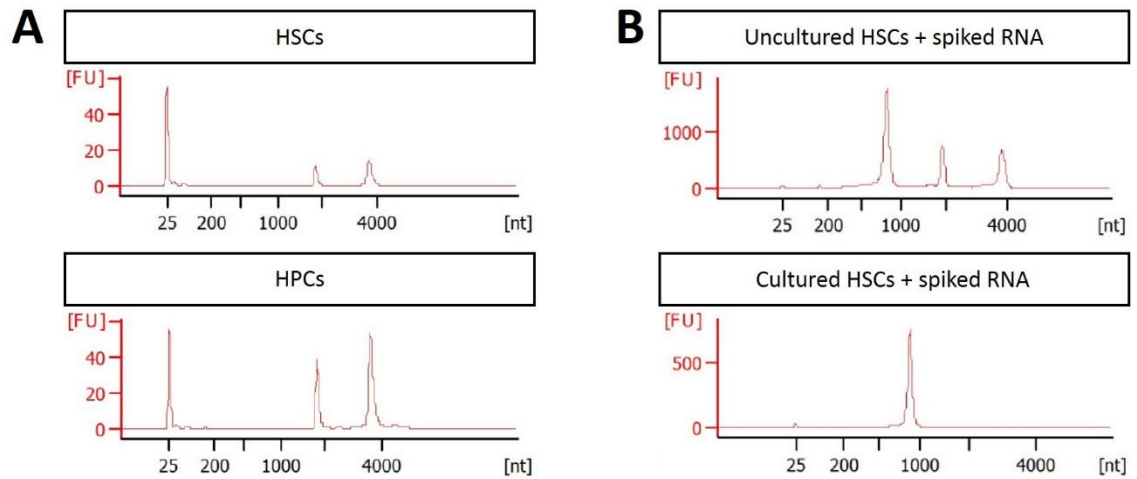 A
HSCs
[FU]
40
20
0
25 200 1000 4000 [nt]
HPCs
[FU]
40
20
0
25 200 1000 4000 [nt]
B
Uncultured HSCs + spiked RNA
[FU]
1000
0
25 200 1000 4000 [nt]
Cultured HSCs + spiked RNA
[FU]
500
0
25 200 1000 4000 [nt]